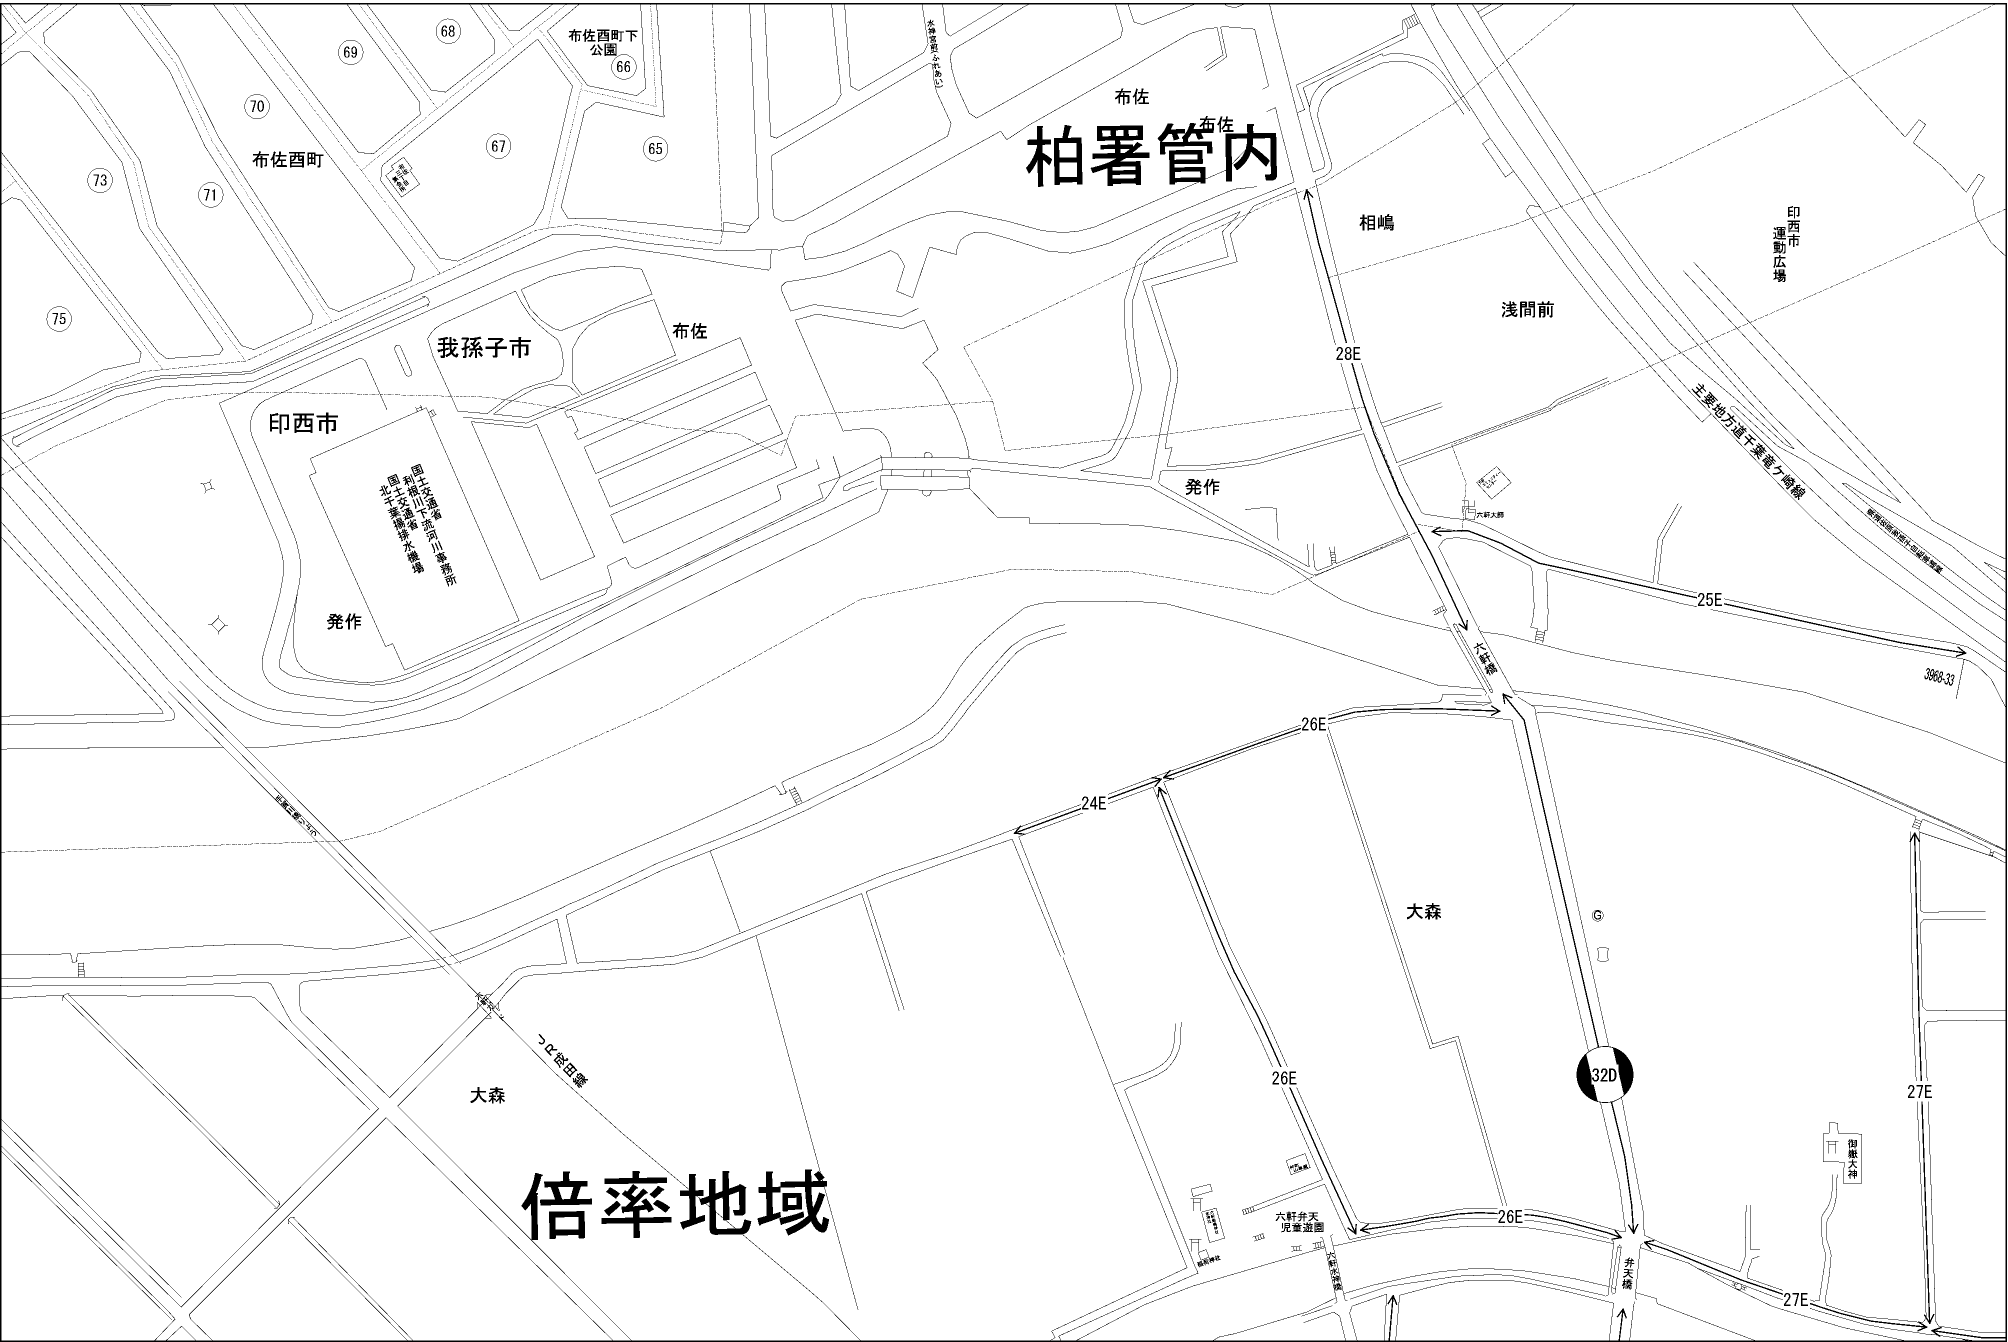 68
69
布佐酉町下
公園
66
70
67
65
布佐酉町
73
71
75
布佐
布佐
柏署管内
相嶋
印西市
運動広場
浅間前
28E
布佐
我孫子市
印西市
主要地方道千葉竜ケ崎線
国土交通省
利根川下流河川事務所
国土交通省
北千葉揚排水機場
発作
六軒大師
発作
25E
六軒橋
3968-33
26E
24E
大森
G
JR成田線
32D
26E
27E
大森
御嶽大神
倍率地域
六軒弁天
児童遊園
26E
弁天橋
27E